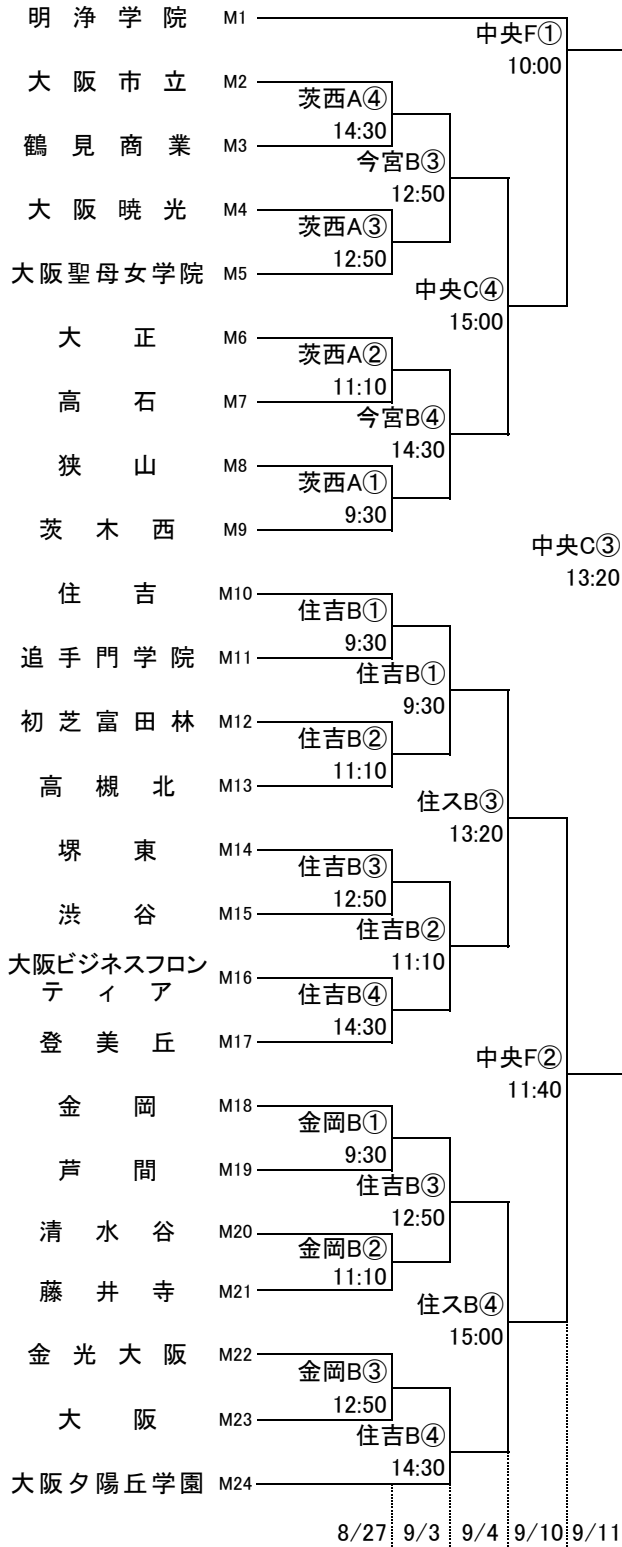 明浄学院 M1
中央F①
10:00
大阪市立 M2
茨西A④
14:30
鶴見商業 M3
今宮B③
12:50
大阪暁光 M4
茨西A③
12:50
大阪聖母女学院 M5
中央C④
15:00
大正 M6
茨西A②
11:10
高石 M7
今宮B④
14:30
狭山 M8
茨西A①
9:30
茨木西 M9
中央C③
13:20
住吉 M10
住吉B①
9:30
追手門学院 M11
住吉B①
9:30
初芝富田林 M12
住吉B②
11:10
高槻北 M13
住スB③
13:20
堺東 M14
住吉B③
12:50
渋谷 M15
住吉B②
11:10
大阪ビジネスフロン
ティア M16
住吉B④
14:30
登美丘 M17
中央F②
11:40
金岡 M18
金岡B①
9:30
芦間 M19
住吉B③
12:50
清水谷 M20
金岡B②
11:10
藤井寺 M21
住スB④
15:00
金光大阪 M22
金岡B③
12:50
大阪 M23
住吉B④
14:30
大阪夕陽丘学園 M24
8/27 9/3 9/4 9/10 9/11